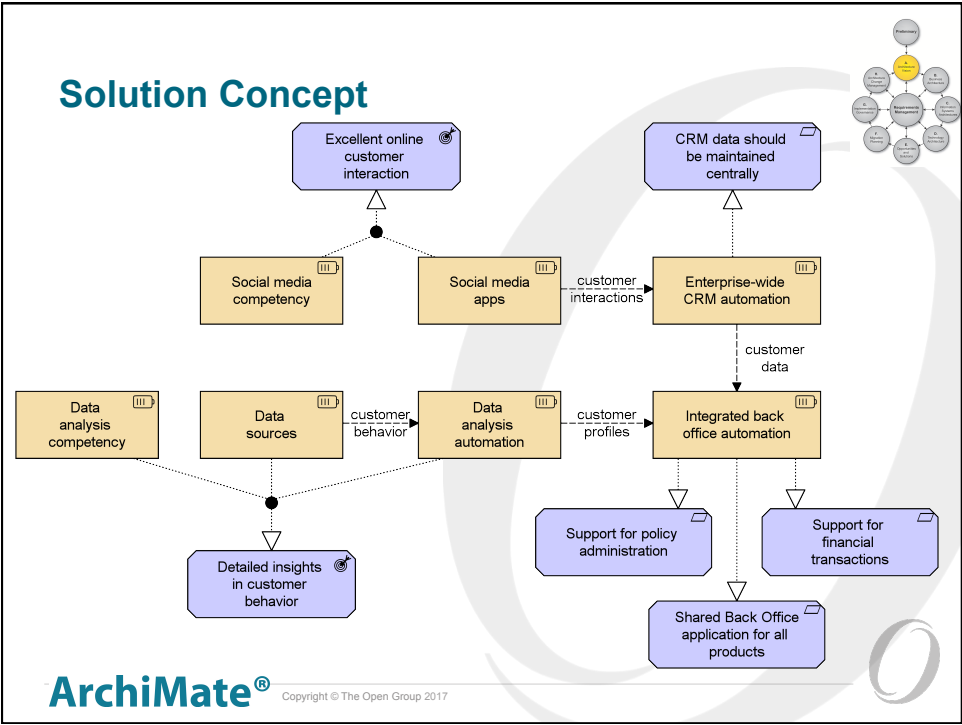 Solution Concept
Preliminary
Requirements
Management
Excellent online
customer
interaction
CRM data should
be maintained
centrally
Social media
competency
Social media
apps
customer
interactions
Enterprise-wide
CRM automation
customer
data
Data
analysis
competency
Data
sources
customer
behavior
Data
analysis
automation
customer
profiles
Integrated back
office automation
Support for policy
administration
Support for
financial
transactions
Detailed insights
in customer
behavior
Shared Back Office
application for all
products
ArchiMate®
Copyright © The Open Group 2017